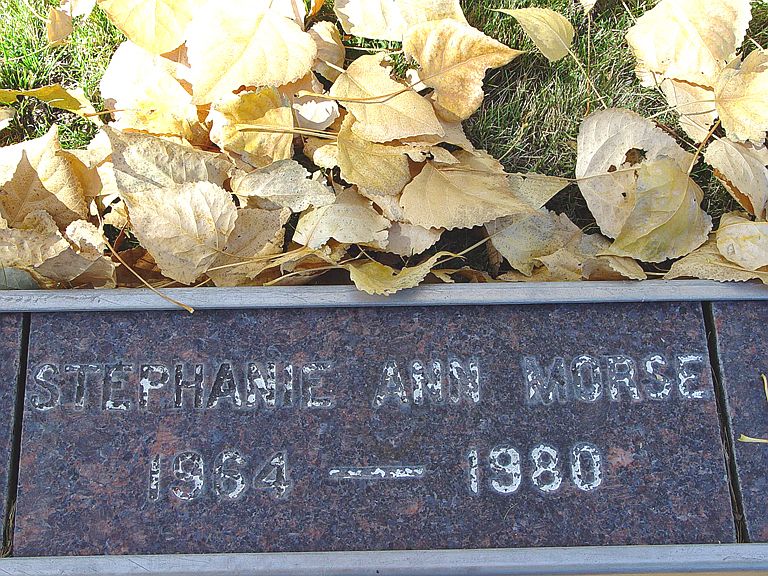 STEPHANIE ANN MORSE
1964 — 1980